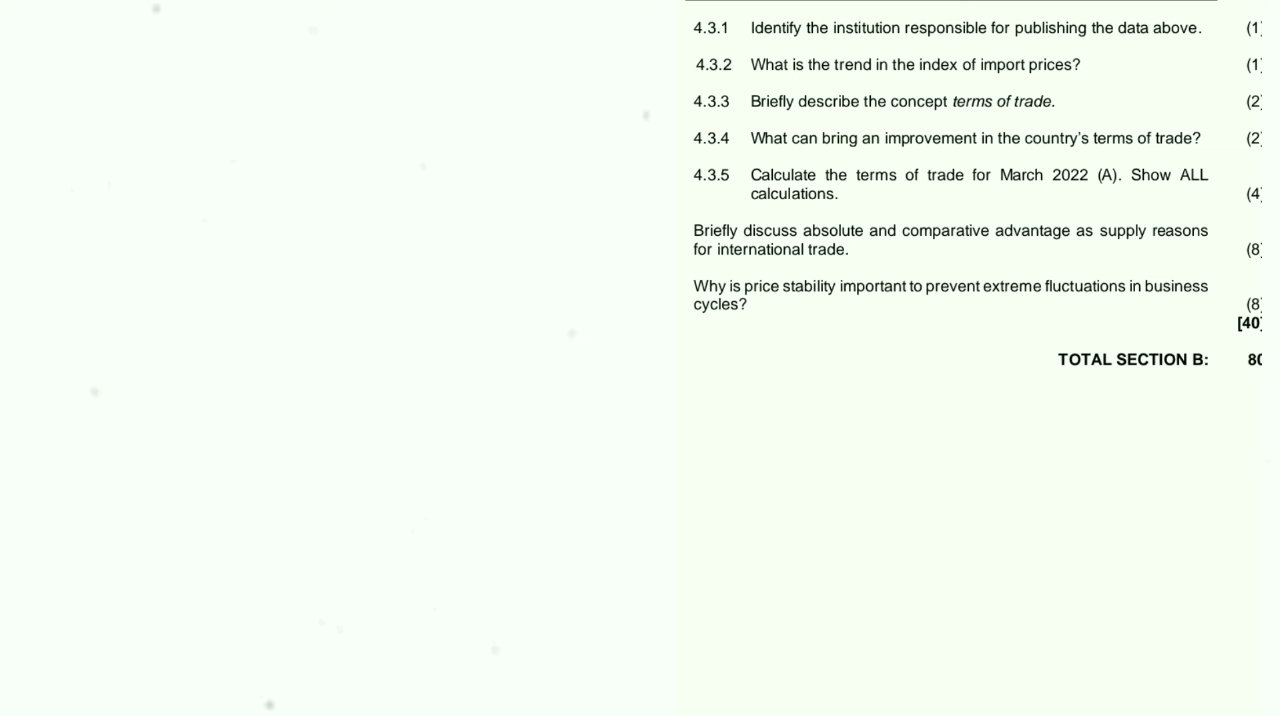 4.3.1 Identify the institution responsible for publishing the data above. (1)
4.3.2 What is the trend in the index of import prices? (1)
4.3.3 Briefly describe the concept terms of trade. (2)
4.3.4 What can bring an improvement in the country's terms of trade? (2)
4.3.5 Calculate the terms of trade for March 2022 (A). Show ALL
calculations. (4)
Briefly discuss absolute and comparative advantage as supply reasons
for international trade. (8)
Why is price stability important to prevent extreme fluctuations in business
cycles? (8)
[40]
TOTAL SECTION B: 80